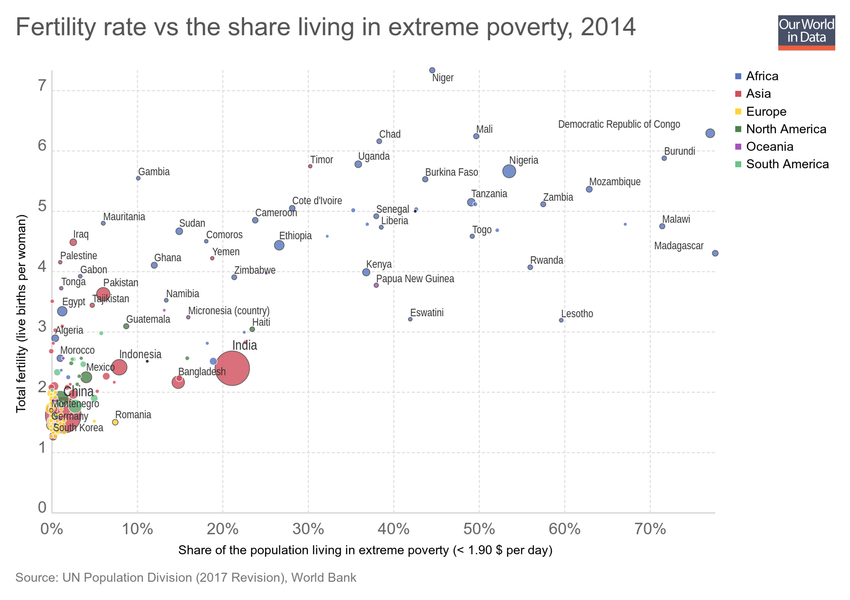 Fertility rate vs the share living in extreme poverty, 2014
Our World
in Data
Africa
Asia
Europe
North America
Oceania
South America
Total fertility (live births per woman)
7
6
5
4
3
2
1
0
Niger
Democratic Republic of Congo
Mali
Chad
Burundi
Uganda
Timor
Nigeria
Gambia
Burkina Faso
Mozambique
Tanzania
Zambia
Cote d'Ivoire
Senegal
Cameroon
Mauritania
Liberia
Malawi
Sudan
Togo
Iraq
Comoros
Ethiopia
Madagascar
Palestine
Yemen
Ghana
Rwanda
Kenya
Gabon
Zimbabwe
Papua New Guinea
Tonga
Pakistan
Namibia
Tajikistan
Egypt
Micronesia (country)
Eswatini
Lesotho
Guatemala
Haiti
Algeria
India
Morocco
Indonesia
Mexico
Bangladesh
China
Montenegro
Germany
Romania
South Korea
0%
10%
20%
30%
40%
50%
60%
70%
Share of the population living in extreme poverty (< 1.90 $ per day)
Source: UN Population Division (2017 Revision), World Bank